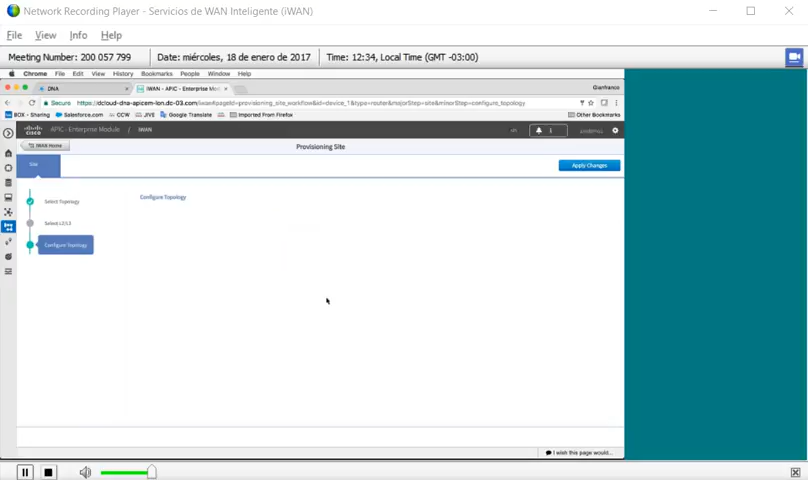 Network Recording Player - Servicios de WAN Inteligente (iWAN)
File View Info Help
Meeting Number: 200 057 799 Date: miércoles, 18 de enero de 2017 Time: 12:34, Local Time (GMT -03:00)
Chrome File Edit View History Bookmarks People Window Help
DNA iWAN - APIC - Enterprise Mod Gianfranco
Secure https://dcloud-dna-apicem-lon.dc-03.com/iwan#pageId=provisioning_site_workflow&id=device_1&type=router&majorStep=site&minorStep=configure_topology
BOX - Sharing Salesforce.com CCW JIVE Google Translate Imported From Firefox Other Bookmarks
cisco APIC - Enterprise Module / iWAN 1
iWAN Home Provisioning Site
Site Apply Changes
Select Topology Configure Topology
Select L2/L3
Configure Topology
I wish this page would...